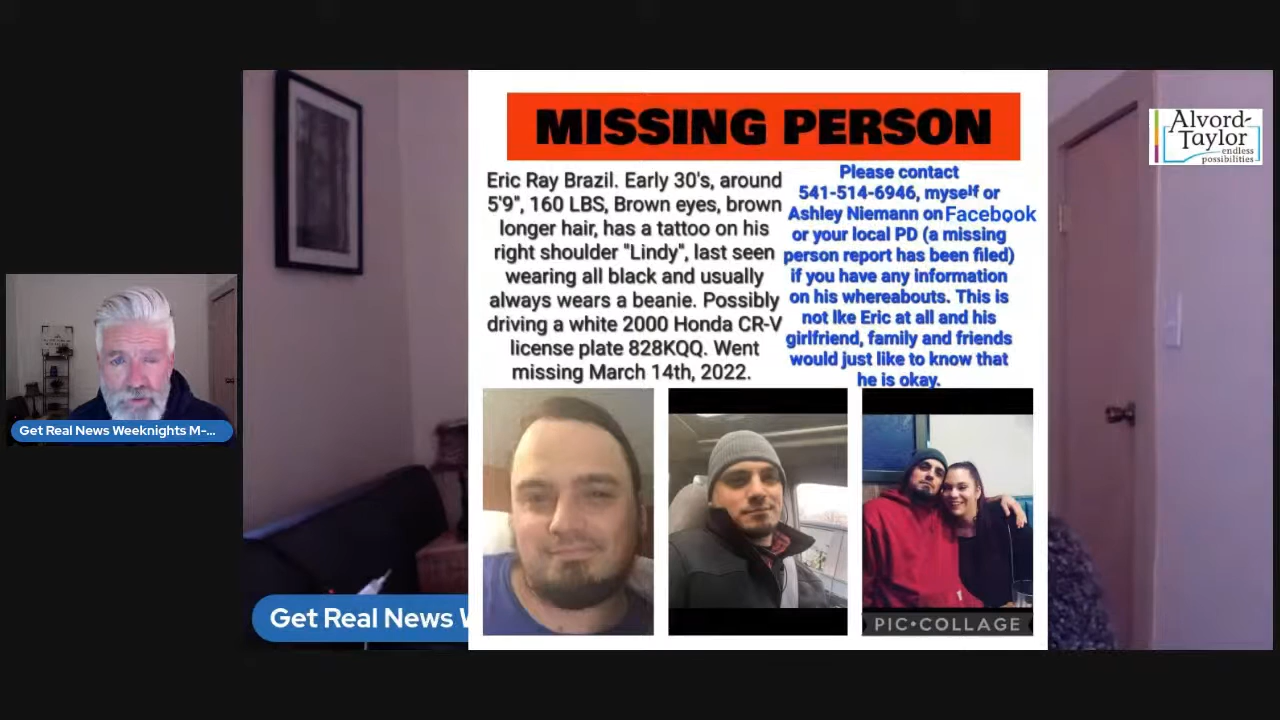 MISSING PERSON
Eric Ray Brazil. Early 30's, around
5'9", 160 LBS, Brown eyes, brown
longer hair, has a tattoo on his
right shoulder "Lindy", last seen
wearing all black and usually
always wears a beanie. Possibly
driving a white 2000 Honda CR-V
license plate 828KQQ. Went
missing March 14th, 2022.
Please contact
541-514-6946, myself or
Ashley Niemann on Facebook
or your local PD (a missing
person report has been filed)
if you have any information
on his whereabouts. This is
not lke Eric at all and his
girlfriend, family and friends
would just like to know that
he is okay.
PIC•COLLAGE
Alvord-
Taylor
endless
possibilities
Get Real News Weeknights M-...
Get Real News W